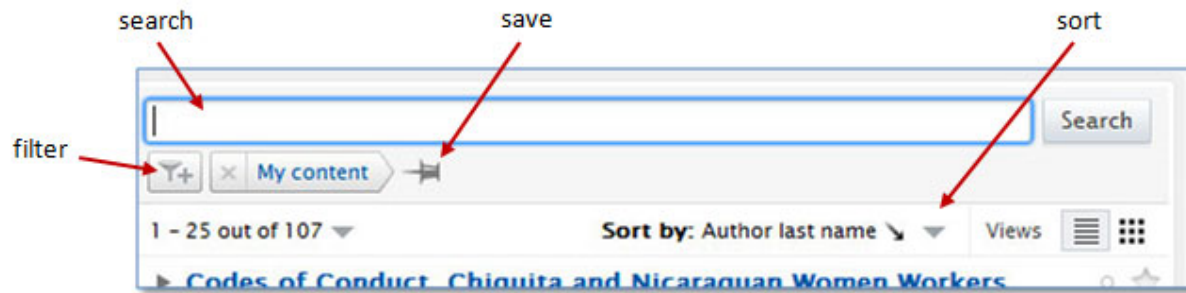 search save sort
Search
filter
My content
1 – 25 out of 107 Sort by: Author last name Views
Codes of Conduct, Chiquita and Nicaraguan Women Workers